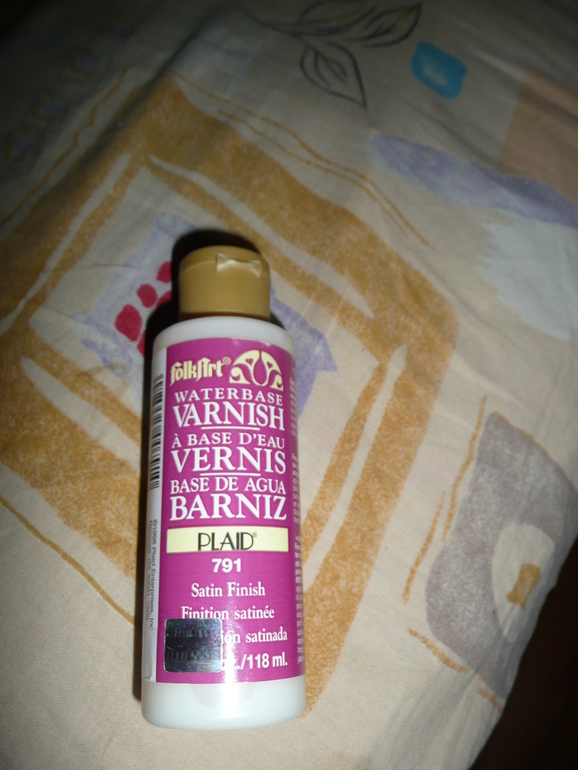 FolkArt®
WATERBASE
VARNISH
À BASE D'EAU
VERNIS
BASE DE AGUA
BARNIZ
PLAID®
791
Satin Finish
Finition satinée
satinada
oz./118 ml.